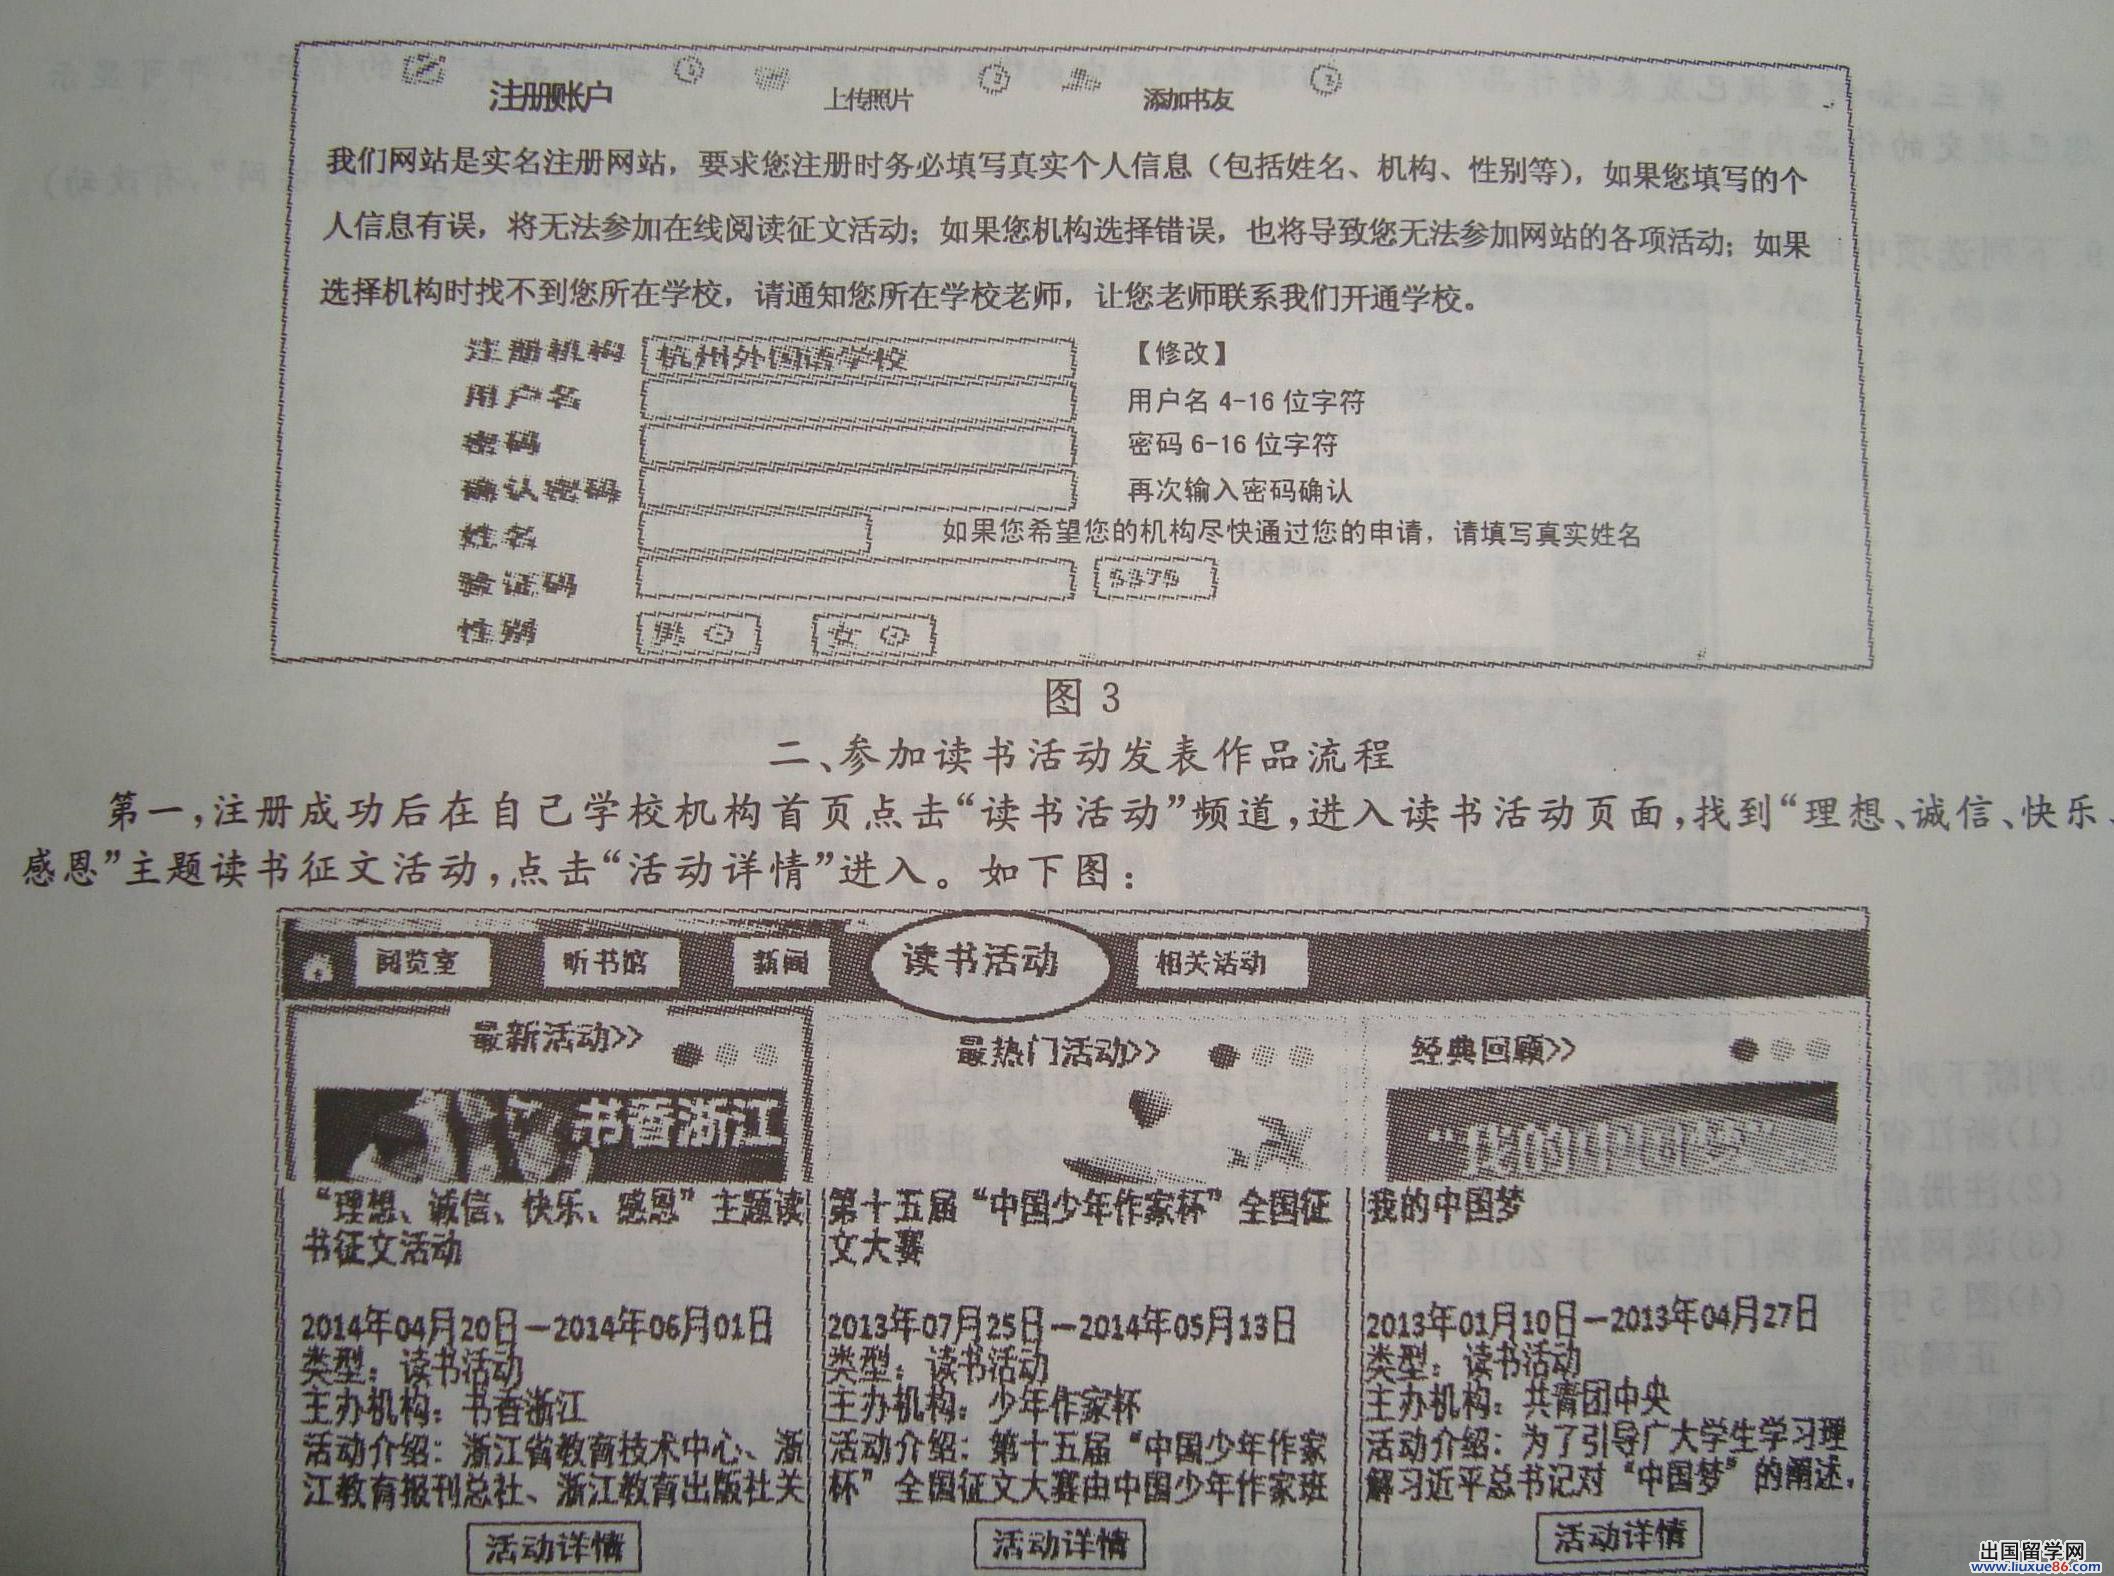 注册账户
上传照片
添加书友
我们网站是实名注册网站，要求您注册时务必填写真实个人信息（包括姓名、机构、性别等），如果您填写的个
人信息有误，将无法参加在线阅读征文活动；如果您机构选择错误，也将导致您无法参加网站的各项活动；如果
选择机构时找不到您所在学校，请通知您所在学校老师，让您老师联系我们开通学校。
注册机构 杭州外国语学校 【修改】
用户名 用户名 4-16 位字符
密码 密码 6-16 位字符
确认密码 再次输入密码确认
姓名 如果您希望您的机构尽快通过您的申请，请填写真实姓名
验证码 5375
性别 男 女
图 3
二、参加读书活动发表作品流程
第一，注册成功后在自己学校机构首页点击“读书活动”频道，进入读书活动页面，找到“理想、诚信、快乐、
感恩”主题读书征文活动，点击“活动详情”进入。如下图：
阅览室 听书馆 新闻 读书活动 相关活动
最新活动>>
书香浙江
“理想、诚信、快乐、感恩”主题读
书征文活动
2014年04月20日—2014年06月01日
类型：读书活动
主办机构：书香浙江
活动介绍：浙江省教育技术中心、浙
江教育报刊总社、浙江教育出版社关
活动详情
最热门活动>>
第十五届“中国少年作家杯”全国征
文大赛
2013年07月25日—2014年05月13日
类型：读书活动
主办机构：少年作家杯
活动介绍：第十五届“中国少年作家
杯”全国征文大赛由中国少年作家班
活动详情
经典回顾>>
“我的中国梦”
我的中国梦
2013年01月10日—2013年04月27日
类型：读书活动
主办机构：共青团中央
活动介绍：为了引导广大学生学习理
解习近平总书记对“中国梦”的阐述，
活动详情
出国留学网
www.liuxue86.com